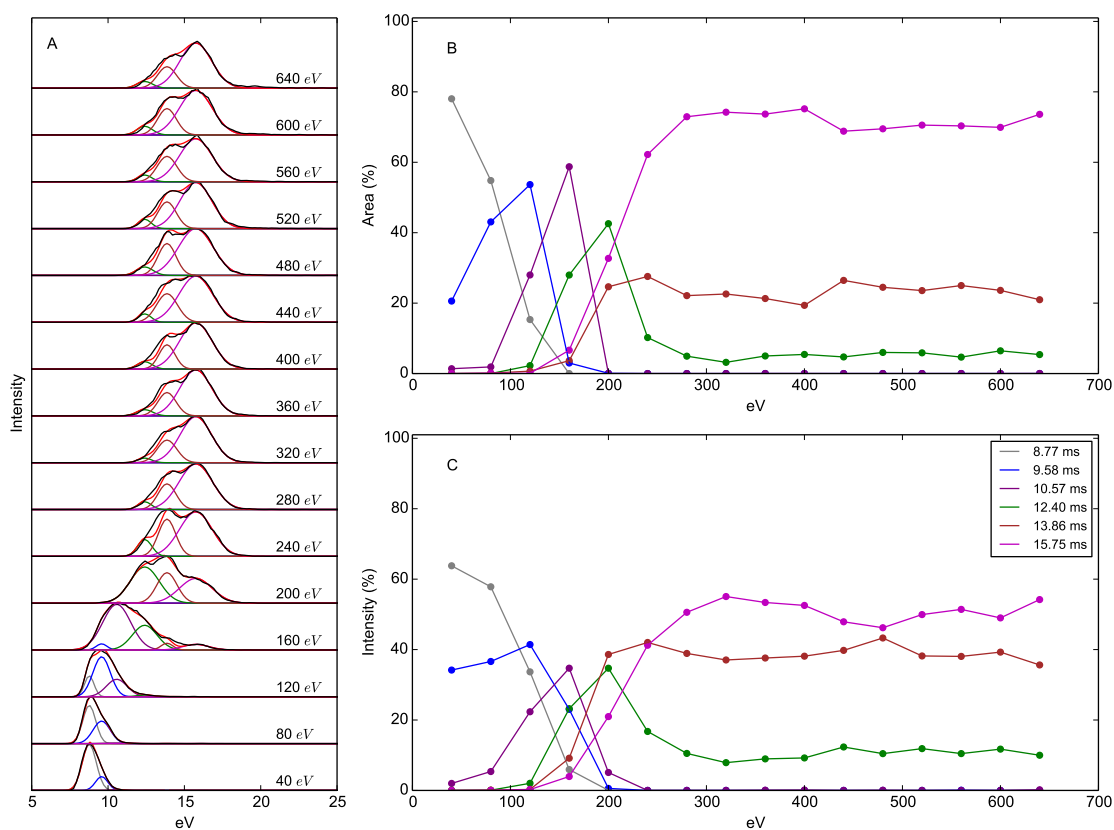 A
640 eV
600 eV
560 eV
520 eV
480 eV
440 eV
400 eV
360 eV
320 eV
280 eV
240 eV
200 eV
160 eV
120 eV
80 eV
40 eV
Intensity
5 10 15 20 25
eV
B
100
80
60
40
20
0
Area (%)
0 100 200 300 400 500 600 700
eV
C
100
80
60
40
20
0
Intensity (%)
8.77 ms
9.58 ms
10.57 ms
12.40 ms
13.86 ms
15.75 ms
0 100 200 300 400 500 600 700
eV